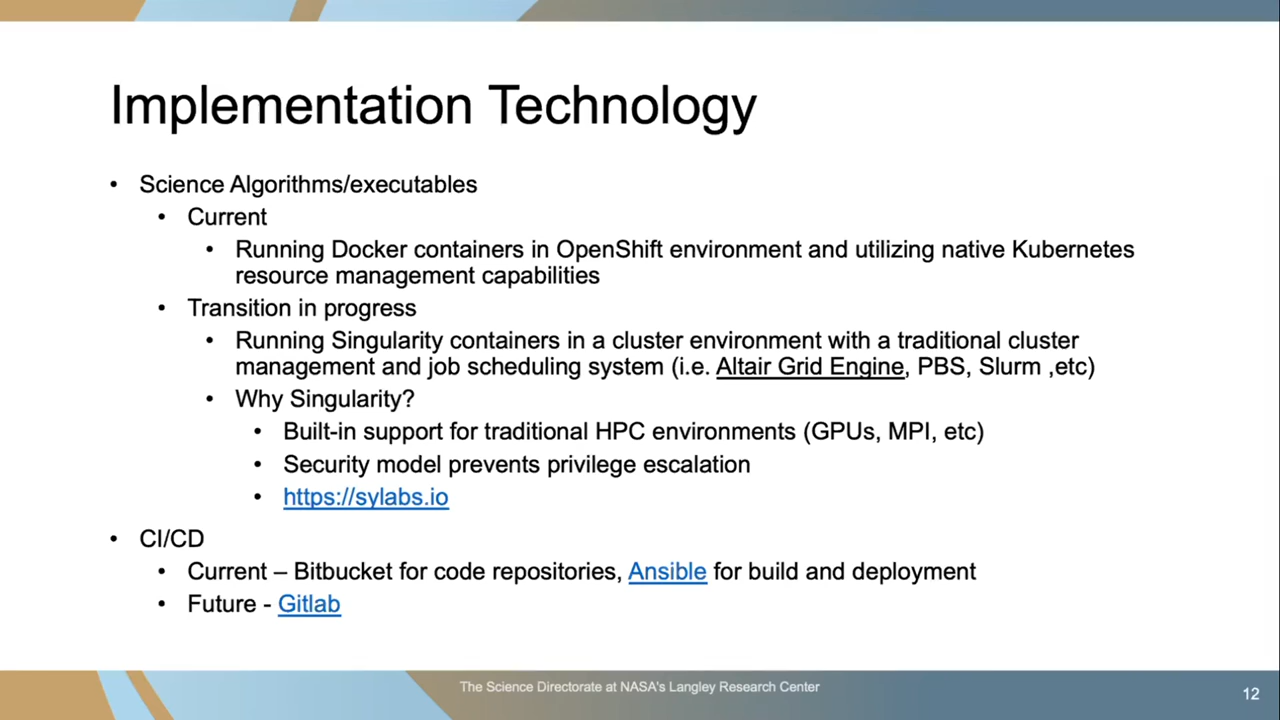 Implementation Technology
• Science Algorithms/executables
• Current
• Running Docker containers in OpenShift environment and utilizing native Kubernetes
resource management capabilities
• Transition in progress
• Running Singularity containers in a cluster environment with a traditional cluster
management and job scheduling system (i.e. Altair Grid Engine, PBS, Slurm ,etc)
• Why Singularity?
• Built-in support for traditional HPC environments (GPUs, MPI, etc)
• Security model prevents privilege escalation
• https://sylabs.io
• CI/CD
• Current – Bitbucket for code repositories, Ansible for build and deployment
• Future - Gitlab
The Science Directorate at NASA's Langley Research Center
12